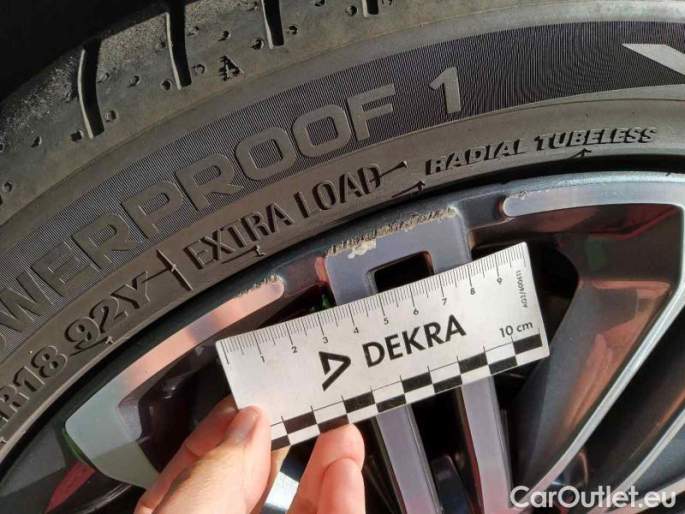 OWERPROOF 1
R18 92Y EXTRA LOAD RADIAL TUBELESS
1 2 3 4 5 6 7 8 9
DEKRA
10 cm
CarOutlet.eu